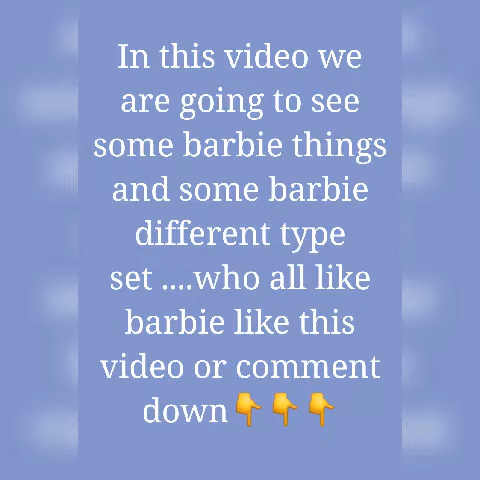 In this video we
are going to see
some barbie things
and some barbie
different type
set ....who all like
barbie like this
video or comment
down👇👇👇